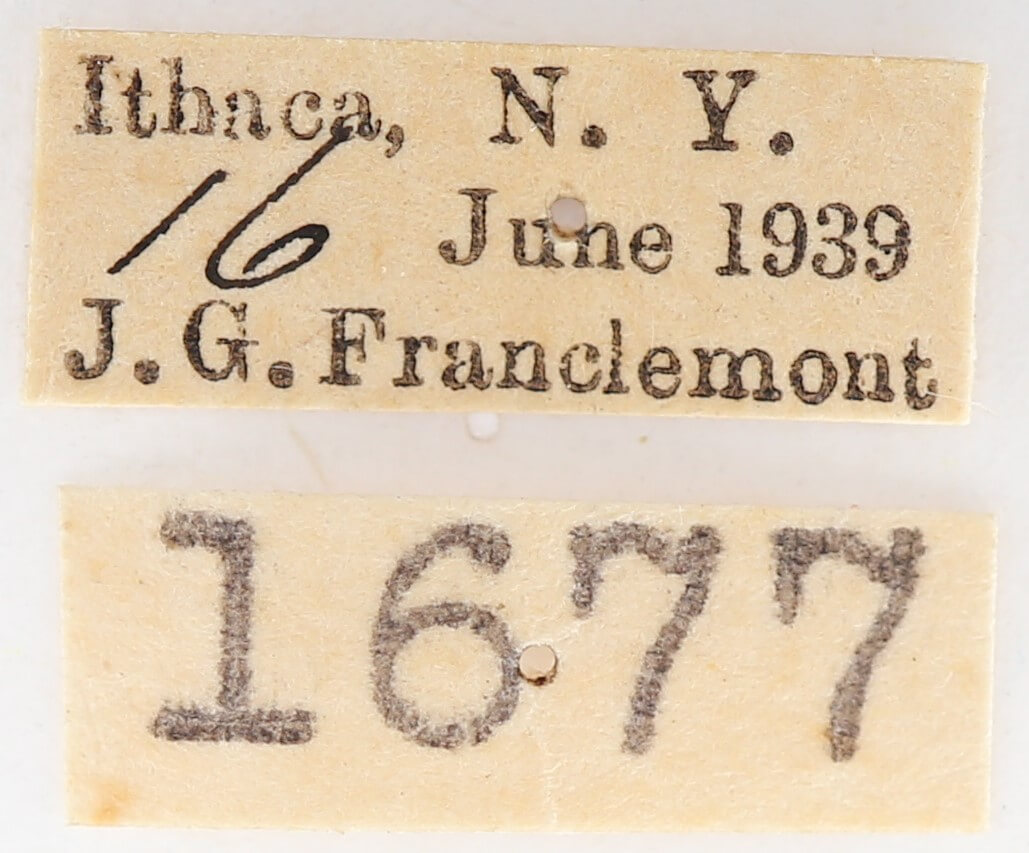 Ithaca, N. Y.
16 June 1939
J. G. Franclemont
1677